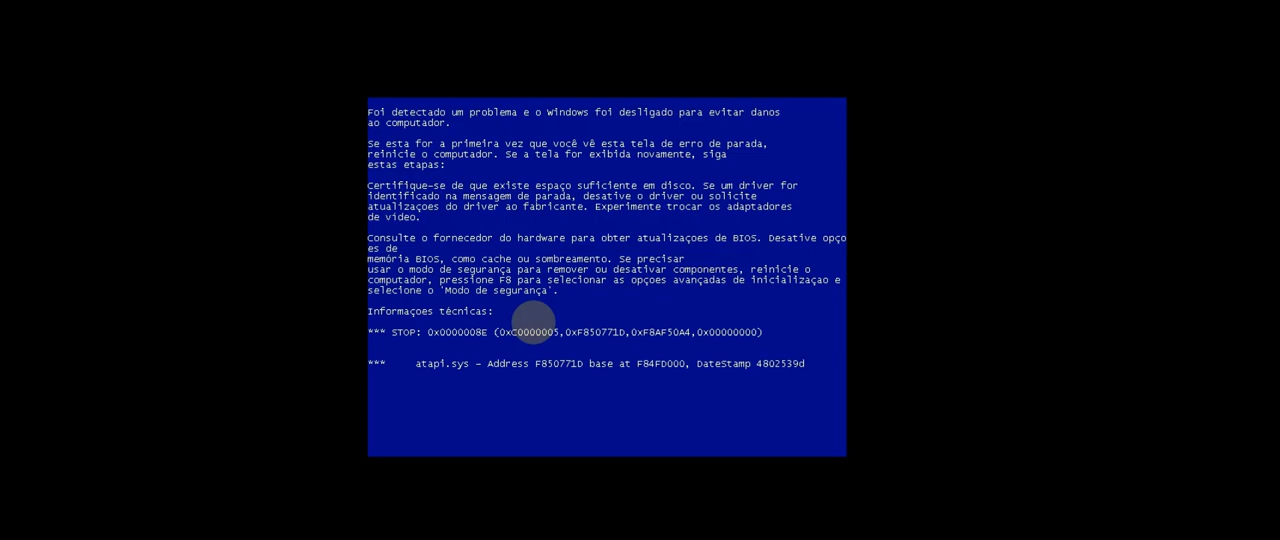 Foi detectado um problema e o Windows foi desligado para evitar danos
ao computador.
Se esta for a primeira vez que você vê esta tela de erro de parada,
reinicie o computador. Se a tela for exibida novamente, siga
estas etapas:
Certifique-se de que existe espaço suficiente em disco. Se um driver for
identificado na mensagem de parada, desative o driver ou solicite
atualizaçoes do driver ao fabricante. Experimente trocar os adaptadores
de vídeo.
Consulte o fornecedor do hardware para obter atualizaçoes de BIOS. Desative opço
es de
memória BIOS, como cache ou sombreamento. Se precisar
usar o modo de segurança para remover ou desativar componentes, reinicie o
computador, pressione F8 para selecionar as opçoes avançadas de inicializaçao e
selecione o 'Modo de segurança'.
Informaçoes técnicas:
*** STOP: 0x0000008E (0xC0000005,0xF850771D,0xF8AF50A4,0x00000000)
*** atapi.sys - Address F850771D base at F84FD000, DateStamp 4802539d